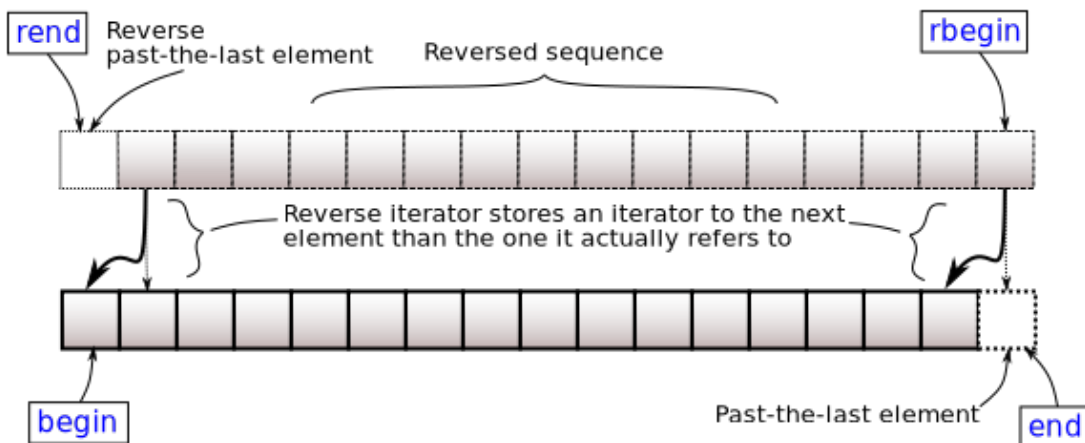 rend
Reverse
past-the-last element
Reversed sequence
rbegin
Reverse iterator stores an iterator to the next
element than the one it actually refers to
begin
Past-the-last element
end